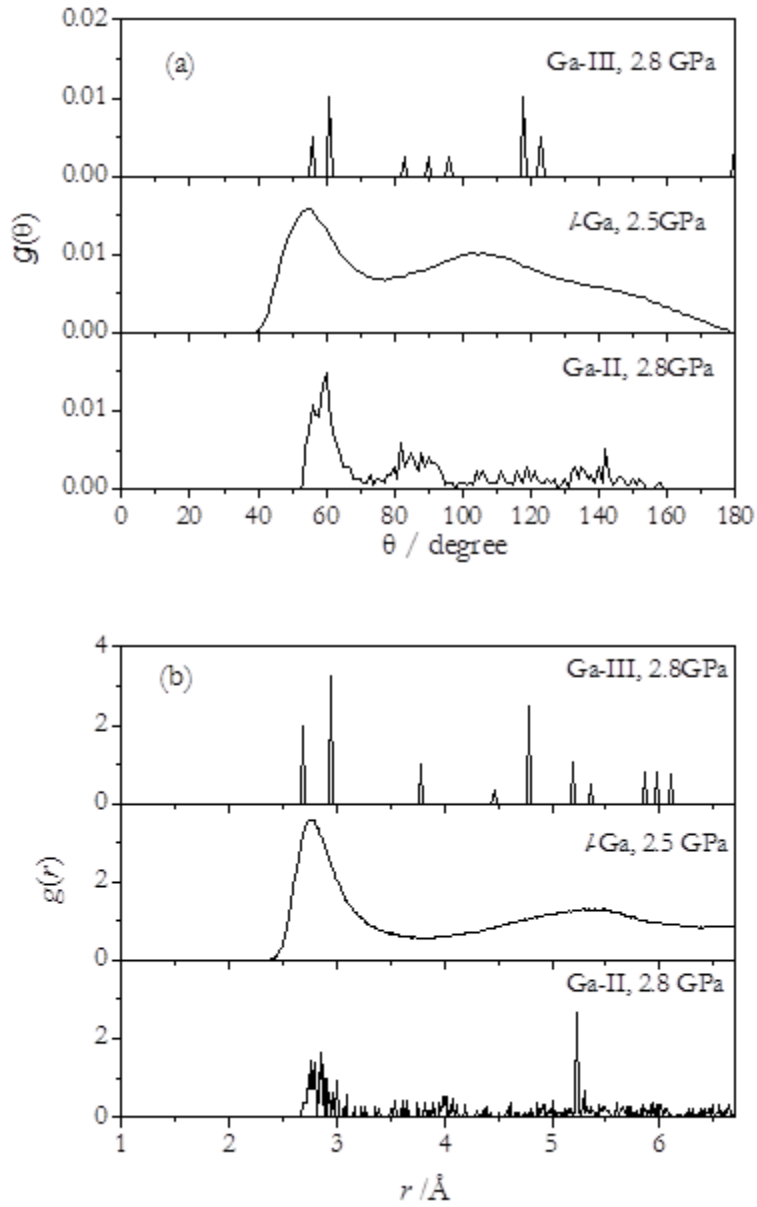 0.02
(a)
Ga-III, 2.8 GPa
0.01
0.00
l-Ga, 2.5GPa
g(θ)
0.01
0.00
Ga-II, 2.8GPa
0.01
0.00
0 20 40 60 80 100 120 140 160 180
θ / degree
4
(b)
Ga-III, 2.8GPa
2
0
l-Ga, 2.5 GPa
g(r)
2
0
Ga-II, 2.8 GPa
2
0
1 2 3 4 5 6
r /Å